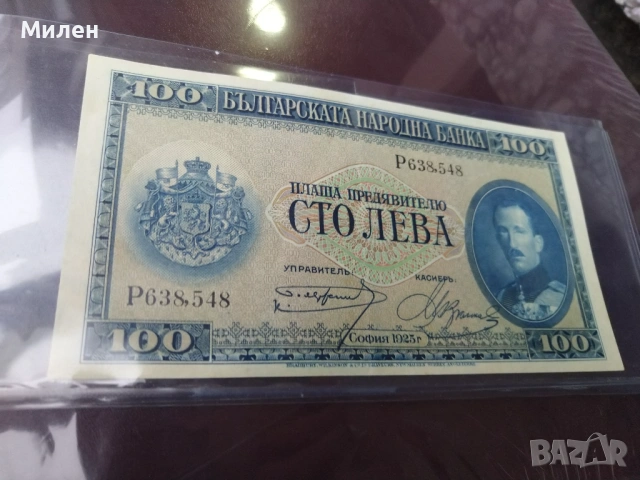 Милен
100 БЪЛГАРСКАТА НАРОДНА БАНКА 100
Р638,548
ПЛАЩА ПРЕДЯВИТЕЛЮ
СТО ЛЕВА
УПРАВИТЕЛЬ: КАСИЕРЪ:
Р638,548
100 СОФИЯ 1925 г 100
BAZAR